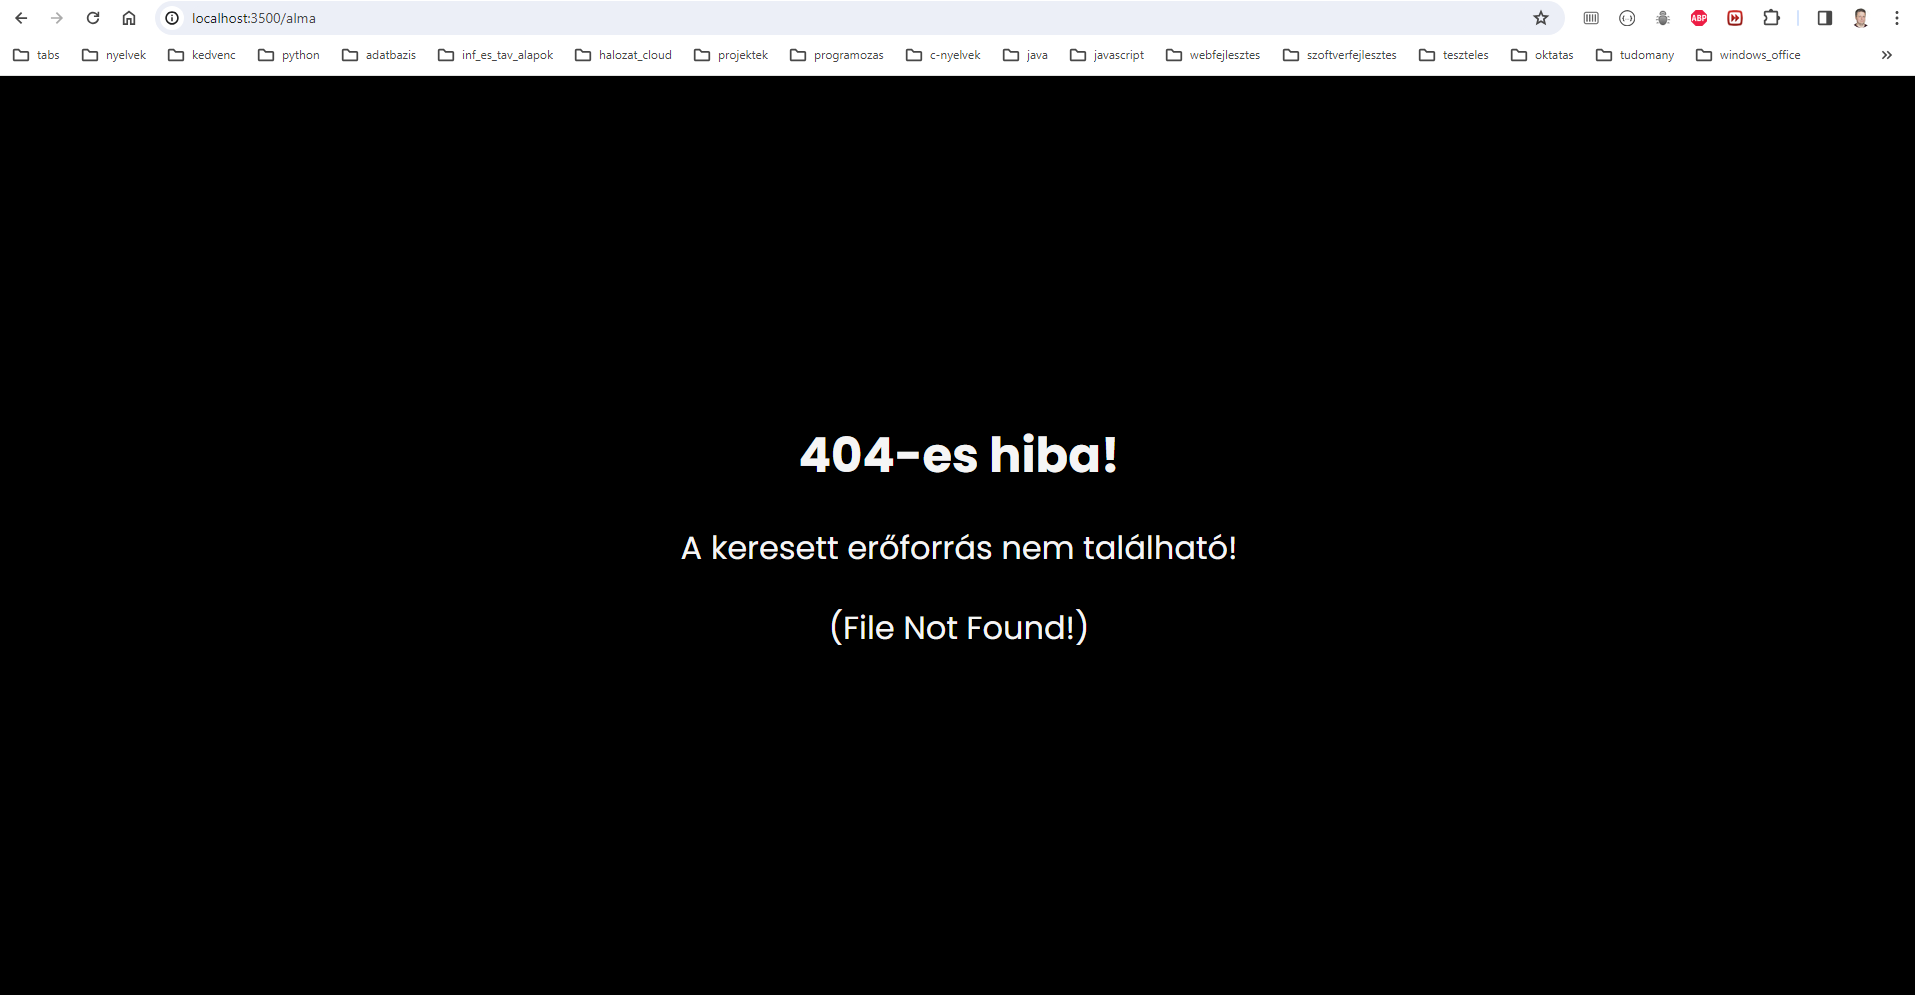 localhost:3500/alma
ABP
tabs nyelvek kedvenc python adatbazis inf_es_tav_alapok halozat_cloud projektek programozas c-nyelvek java javascript webfejlesztes szoftverfejlesztes teszteles oktatas tudomany windows_office
404-es hiba!
A keresett erőforrás nem található!
(File Not Found!)